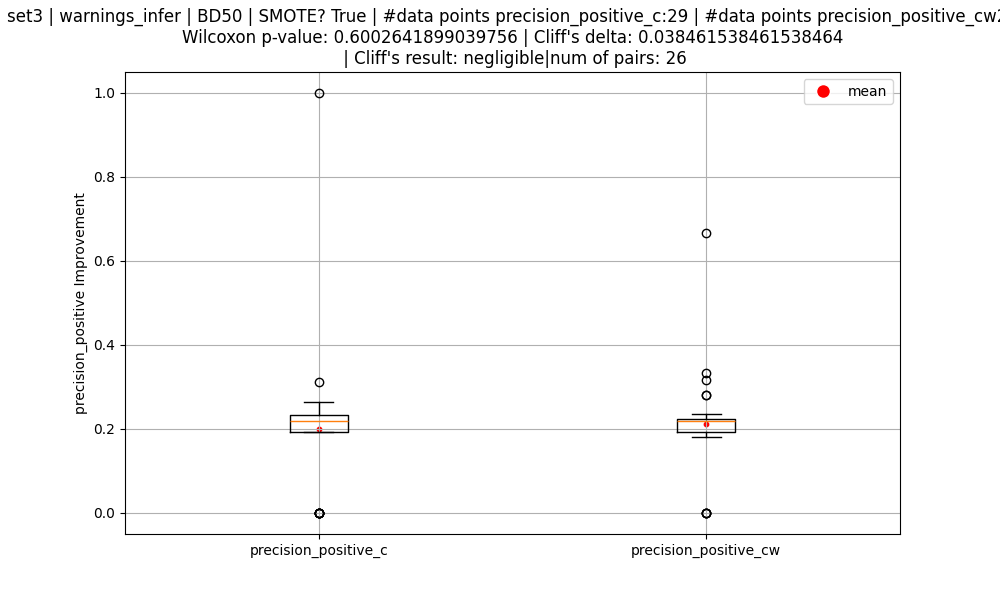 set3 | warnings_infer | BD50 | SMOTE? True | #data points precision_positive_c:29 | #data points precision_positive_cw
Wilcoxon p-value: 0.6002641899039756 | Cliff's delta: 0.038461538461538464
| Cliff's result: negligible|num of pairs: 26
mean
1.0
0.8
0.6
0.4
0.2
0.0
precision_positive Improvement
precision_positive_c
precision_positive_cw